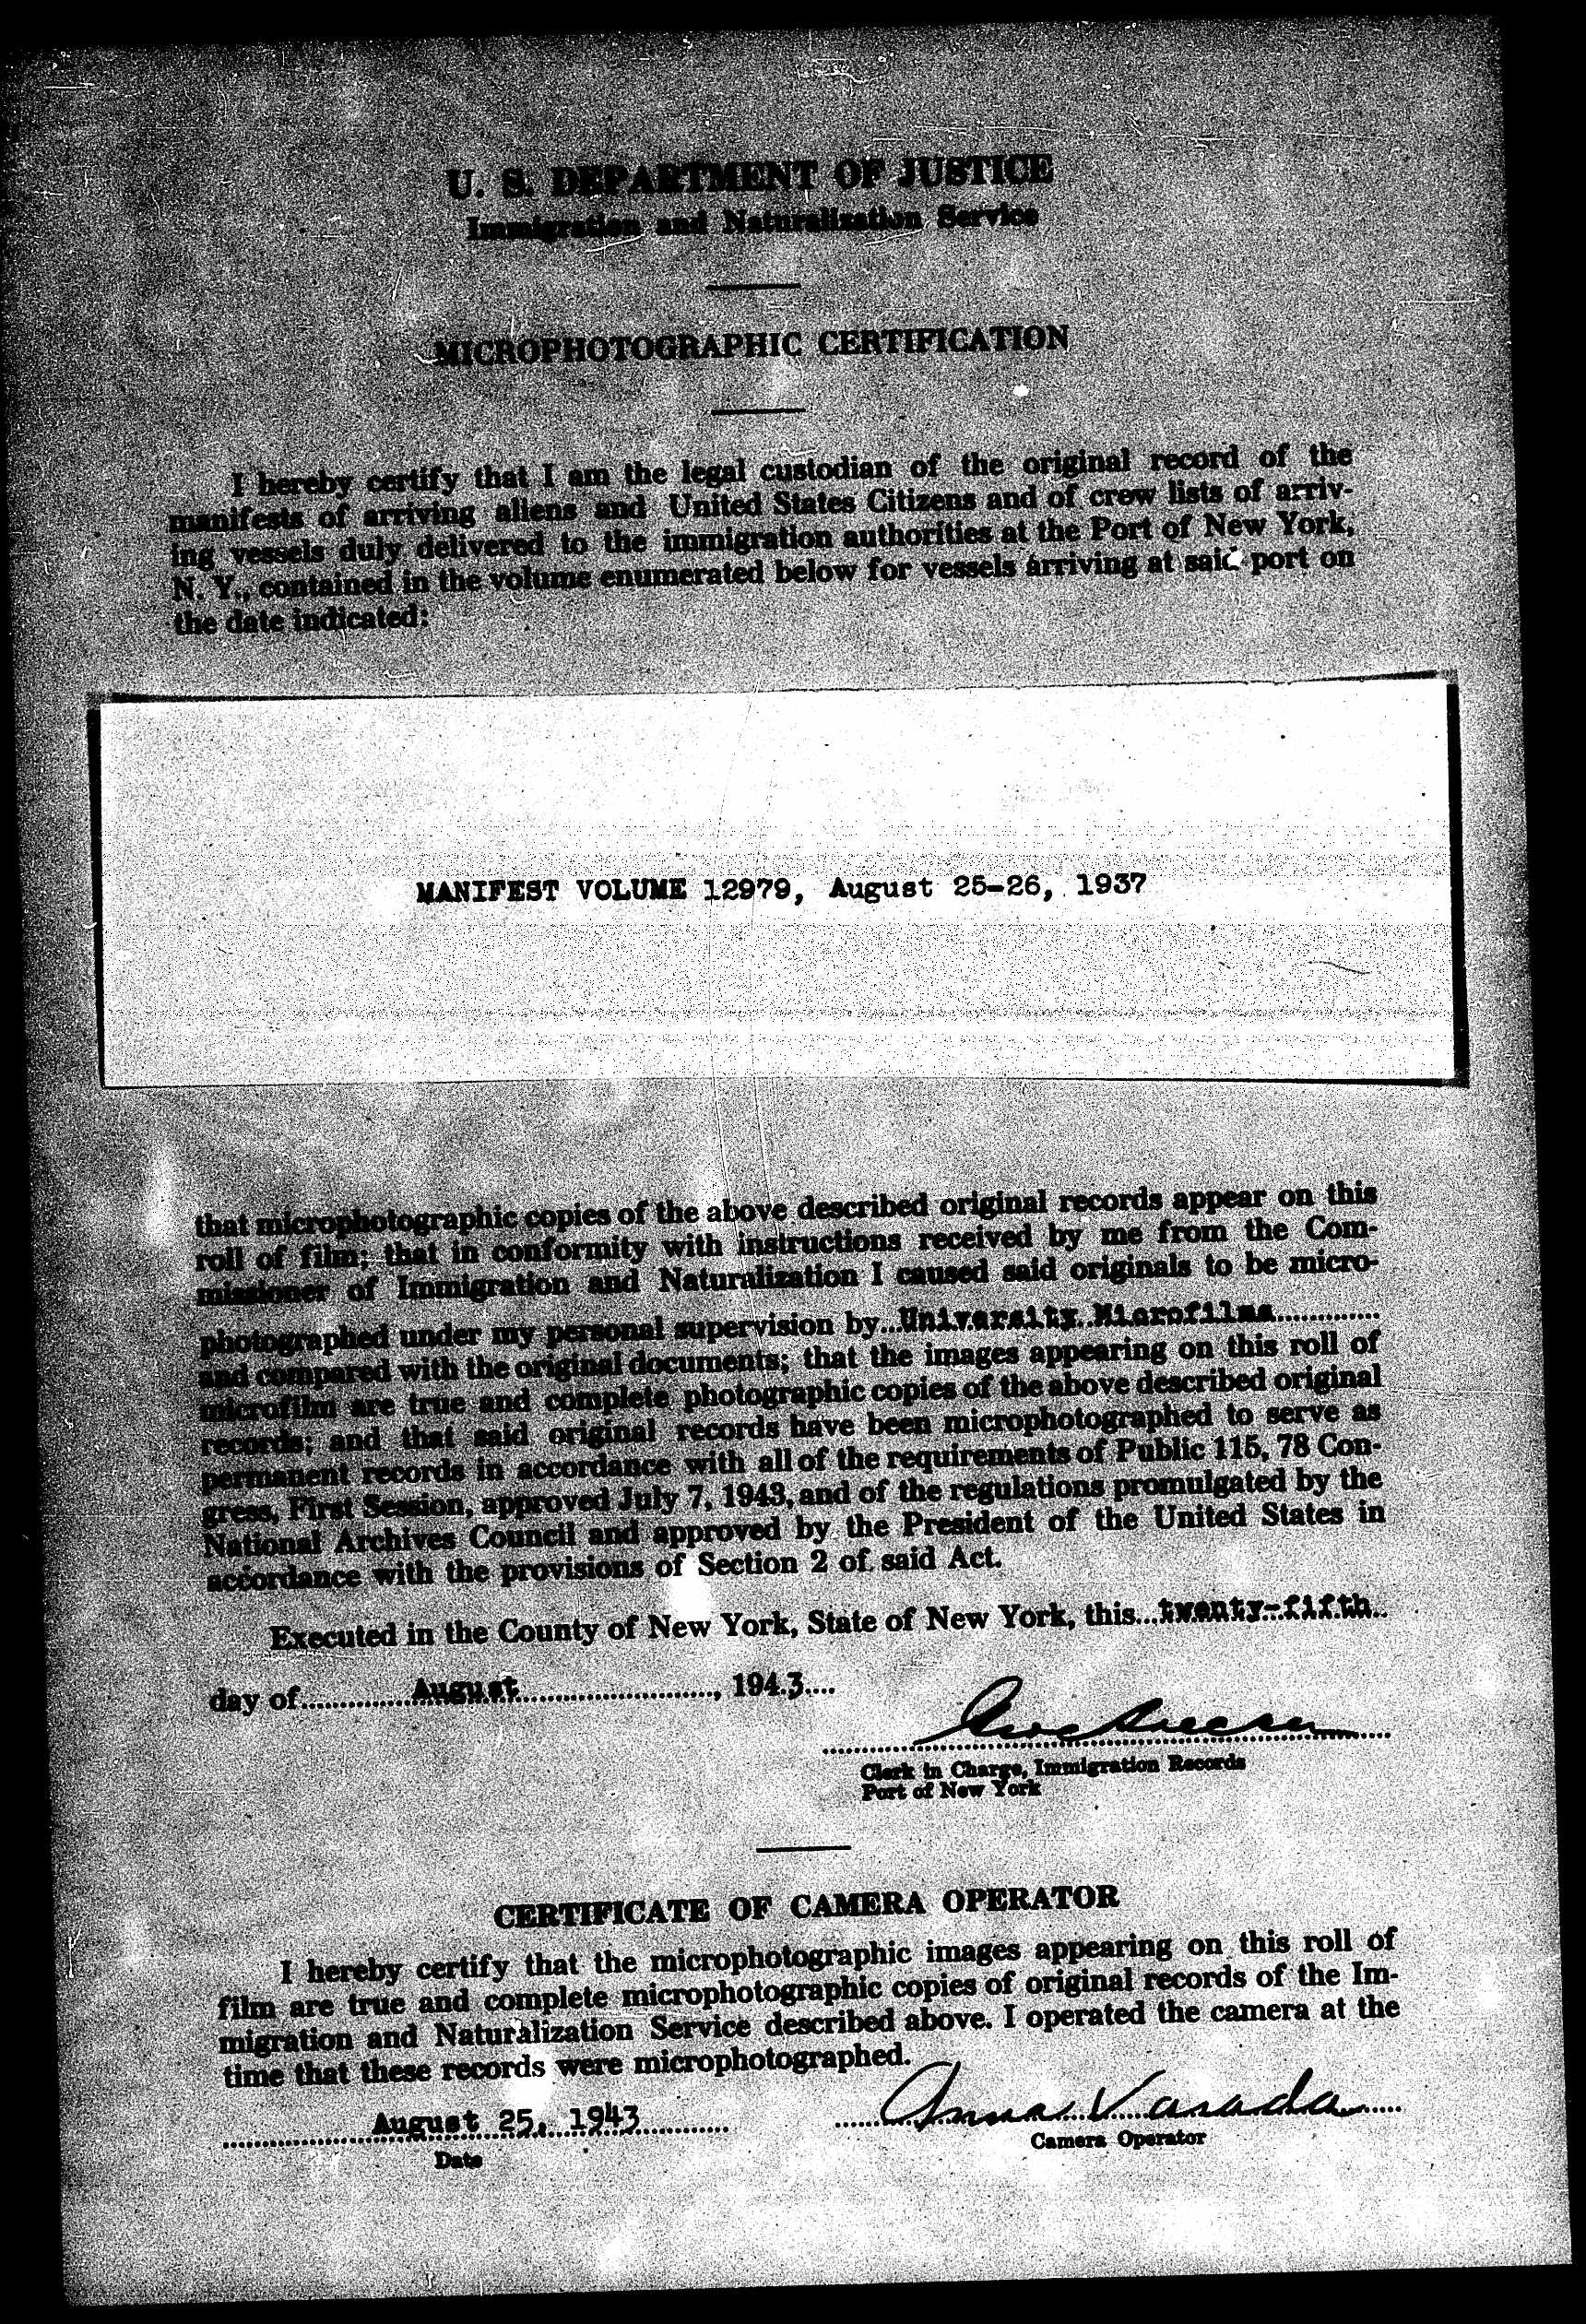 U. S. DEPARTMENT OF JUSTICE
Immigration and Naturalization Service
MICROPHOTOGRAPHIC CERTIFICATION
I hereby certify that I am the legal custodian of the original record of the
manifests of arriving aliens and United States Citizens and of crew lists of arriv-
ing vessels duly delivered to the immigration authorities at the Port of New York,
N. Y., contained in the volume enumerated below for vessels arriving at said port on
the date indicated:
MANIFEST VOLUME 12979, August 25-26, 1937
that microphotographic copies of the above described original records appear on this
roll of film; that in conformity with instructions received by me from the Com-
missioner of Immigration and Naturalization I caused said originals to be micro-
photographed under my personal supervision by...University Microfilms............
and compared with the original documents; that the images appearing on this roll of
microfilm are true and complete photographic copies of the above described original
records; and that said original records have been microphotographed to serve as
permanent records in accordance with all of the requirements of Public 115, 78 Con-
gress, First Session, approved July 7, 1943, and of the regulations promulgated by the
National Archives Council and approved by the President of the United States in
accordance with the provisions of Section 2 of said Act.
Executed in the County of New York, State of New York, this...twenty-fifth..
day of..............August........................, 194.3....
Clerk in Charge, Immigration Records
Port of New York
CERTIFICATE OF CAMERA OPERATOR
I hereby certify that the microphotographic images appearing on this roll of
film are true and complete microphotographic copies of original records of the Im-
migration and Naturalization Service described above. I operated the camera at the
time that these records were microphotographed.
August 25, 1943 Anna Varada
Date Camera Operator